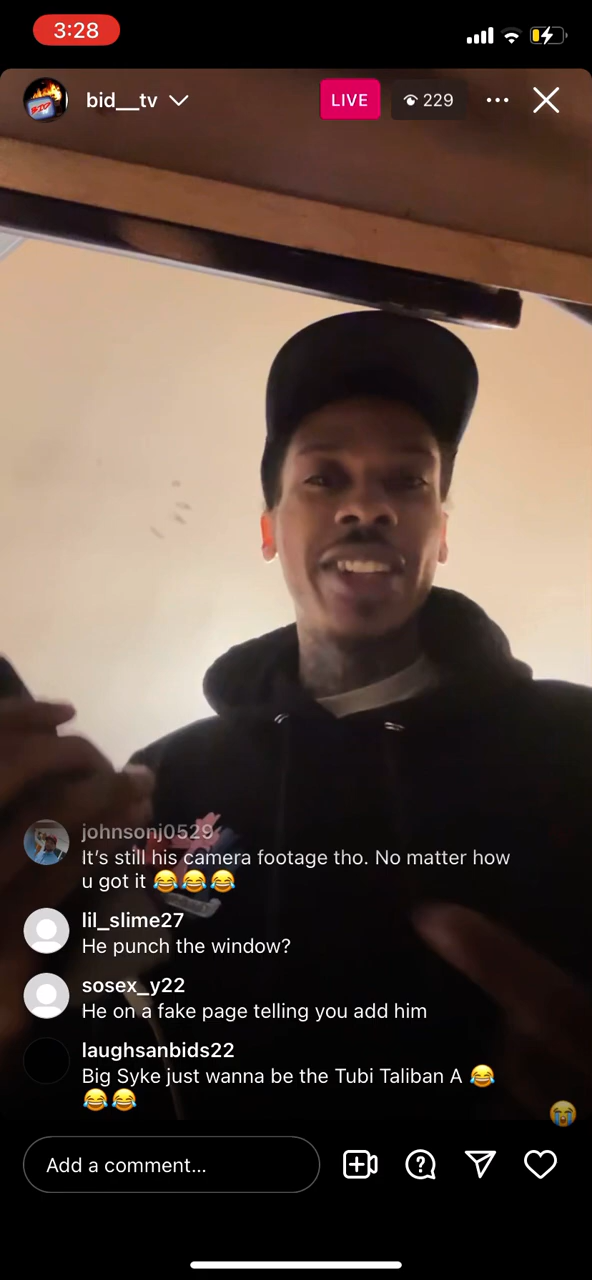 3:28
bid__tv
LIVE
229
johnsonj0529
It's still his camera footage tho. No matter how
u got it 😂😂😂
lil_slime27
He punch the window?
sosex_y22
He on a fake page telling you add him
laughsanbids22
Big Syke just wanna be the Tubi Taliban A 😂
😂😂
Add a comment...